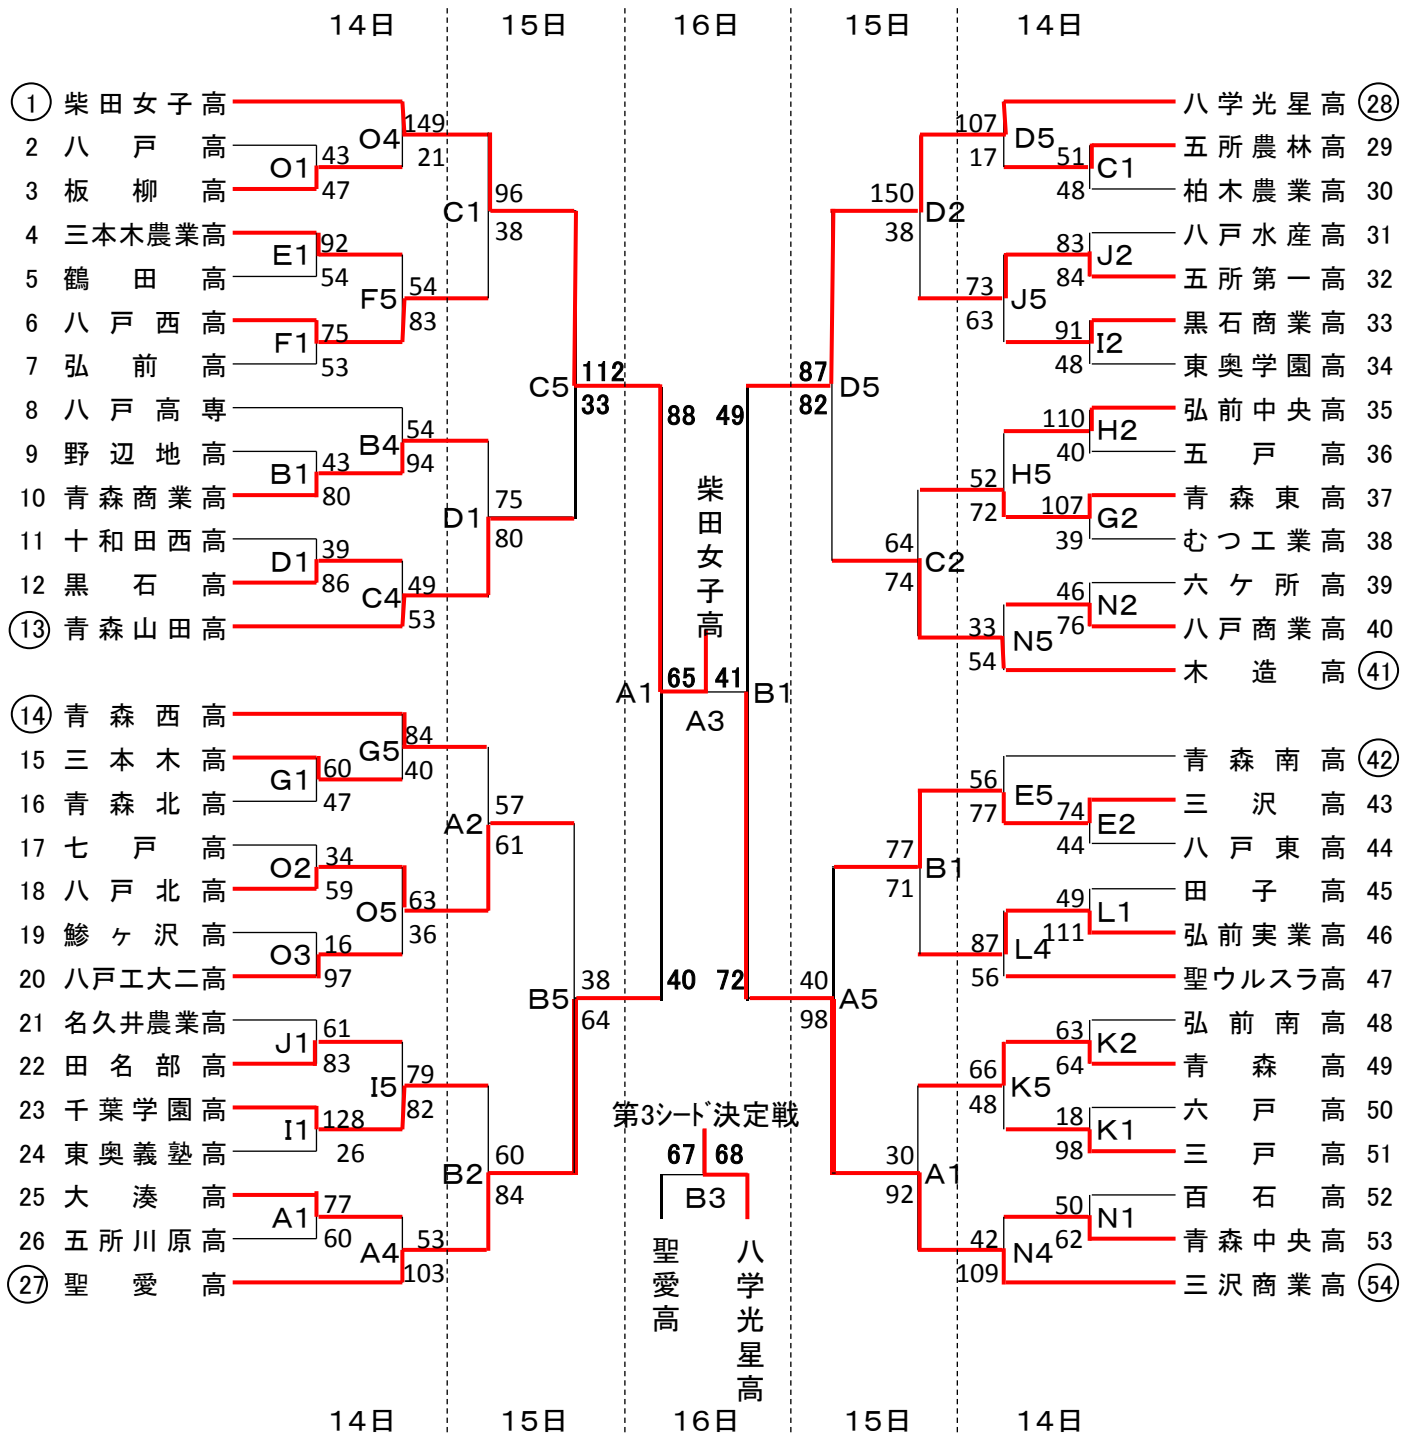 14日 15日 16日 15日 14日
1 柴田女子高
2 八戸高
3 板柳高
4 三本木農業高
5 鶴田高
6 八戸西高
7 弘前高
8 八戸高専
9 野辺地高
10 青森商業高
11 十和田西高
12 黒石高
13 青森山田高
14 青森西高
15 三本木高
16 青森北高
17 七戸高
18 八戸北高
19 鰺ヶ沢高
20 八戸工大二高
21 名久井農業高
22 田名部高
23 千葉学園高
24 東奥義塾高
25 大湊高
26 五所川原高
27 聖愛高
O1 43 47
E1 92 54
F1 75 53
B1 43 80
D1 39 86
G1 60 47
O2 34 59
O3 16 97
J1 61 83
I1 128 26
A1 77 60
O4 149 21
F5 54 83
B4 54 94
C4 49 53
G5 84 40
O5 63 36
I5 79 82
A4 53 103
C1 96 38
D1 75 80
A2 57 61
B2 60 84
C5 112 33
B5 38 64
A1 88 40
柴田女子高
65 41
A3
B1 49 72
第3シード決定戦
67 68
B3
聖愛高
八学光星高
D5 87 82
A5 40 98
D2 150 38
C2 64 74
B1 77 71
A1 30 92
D5 107 17
J5 73 63
H5 52 72
N5 33 54
E5 56 77
L4 87 56
K5 66 48
N4 42 109
C1 51 48
J2 83 84
I2 91 48
H2 110 40
G2 107 39
N2 46 76
E2 74 44
L1 49 111
K2 63 64
K1 18 98
N1 50 62
八学光星高 28
五所農林高 29
柏木農業高 30
八戸水産高 31
五所第一高 32
黒石商業高 33
東奥学園高 34
弘前中央高 35
五戸高 36
青森東高 37
むつ工業高 38
六ケ所高 39
八戸商業高 40
木造高 41
青森南高 42
三沢高 43
八戸東高 44
田子高 45
弘前実業高 46
聖ウルスラ高 47
弘前南高 48
青森高 49
六戸高 50
三戸高 51
百石高 52
青森中央高 53
三沢商業高 54
14日 15日 16日 15日 14日